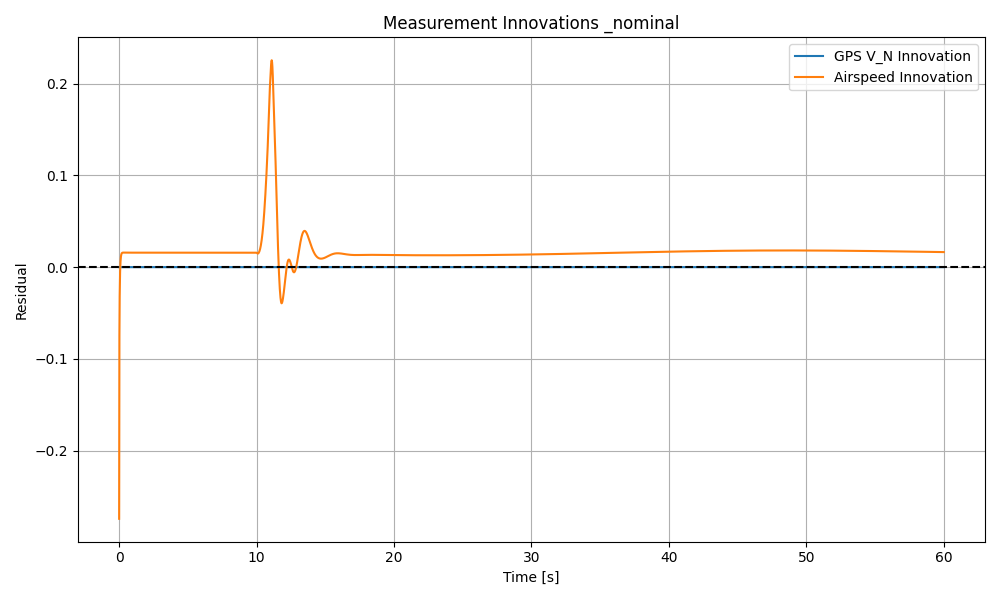 Measurement Innovations _nominal
GPS V_N Innovation
Airspeed Innovation
0.2
0.1
0.0
−0.1
−0.2
Residual
0 10 20 30 40 50 60
Time [s]